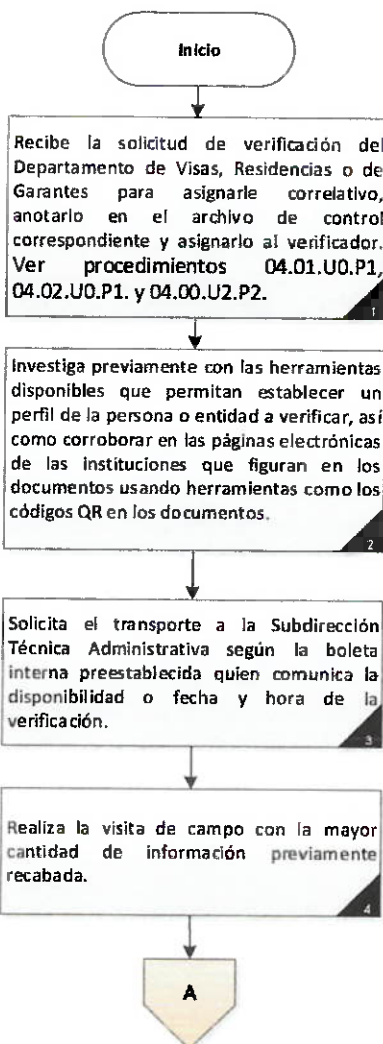 Inicio
Recibe la solicitud de verificación del
Departamento de Visas, Residencias o de
Garantes para asignarle correlativo,
anotarlo en el archivo de control
correspondiente y asignarlo al verificador.
Ver procedimientos 04.01.U0.P1,
04.02.U0.P1. y 04.00.U2.P2.
1
Investiga previamente con las herramientas
disponibles que permitan establecer un
perfil de la persona o entidad a verificar, así
como corroborar en las páginas electrónicas
de las instituciones que figuran en los
documentos usando herramientas como los
códigos QR en los documentos.
2
Solicita el transporte a la Subdirección
Técnica Administrativa según la boleta
interna preestablecida quien comunica la
disponibilidad o fecha y hora de la
verificación.
3
Realiza la visita de campo con la mayor
cantidad de información previamente
recabada.
4
A